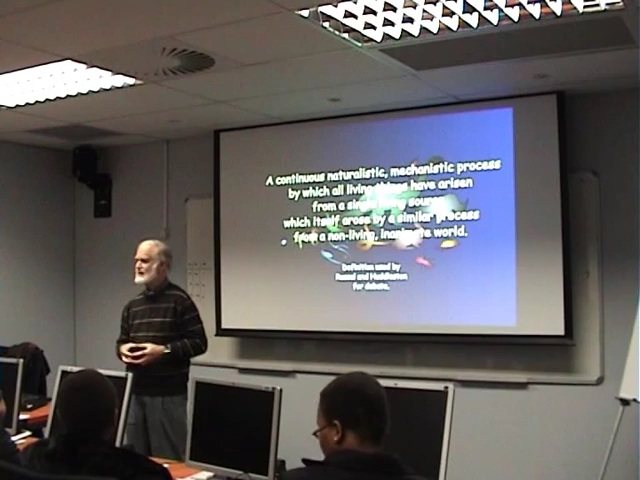 A continuous naturalistic, mechanistic process
by which all living things have arisen
from a single living source
which itself arose by a similar process
from a non-living, inanimate world.
Definition used by
and
for debate.